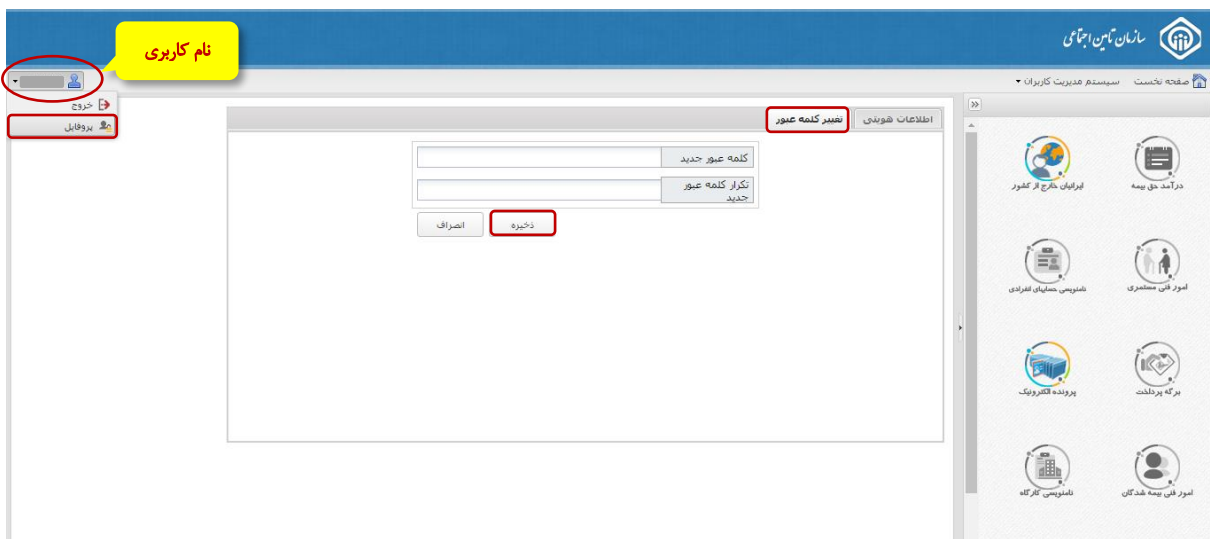 سازمان تامین اجتماعی
نام کاربری
صفحه نخست
سیستم مدیریت کاربران
خروج
پروفایل
اطلاعات هویتی
تغییر کلمه عبور
کلمه عبور جدید
تکرار کلمه عبور
جدید
ذخیره
انصراف
درآمد حق بیمه
ایرانیان خارج از کشور
امور فنی مستمری
نامنویسی حسابهای انفرادی
برگه پرداخت
پرونده الکترونیک
امور فنی بیمه شدگان
نامنویسی کارگاه